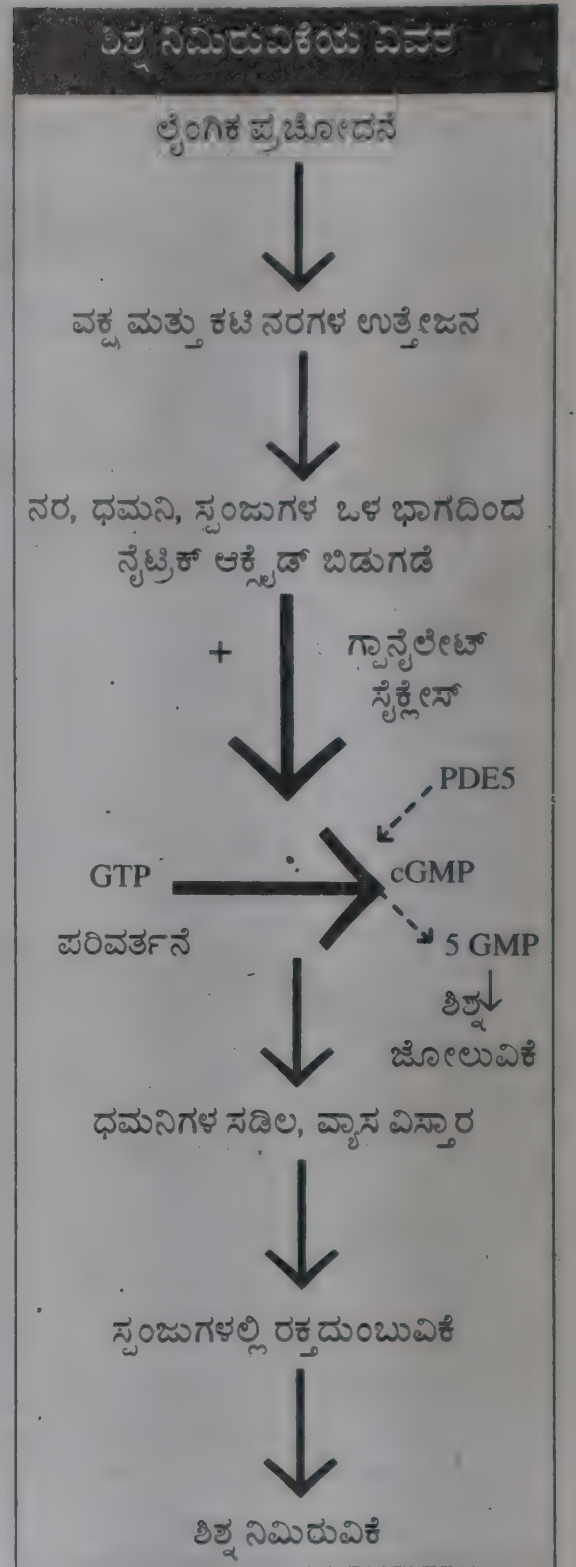 ಶಿಶ್ನ ನಿಮಿರುವಿಕೆಯ ವಿವರ
ಲೈಂಗಿಕ ಪ್ರಚೋದನೆ
ವಕ್ಷ ಮತ್ತು ಕಟಿ ನರಗಳ ಉತ್ತೇಜನ
ನರ, ಧಮನಿ, ಸ್ಪಂಜುಗಳ ಒಳ ಭಾಗದಿಂದ
ನೈಟ್ರಿಕ್ ಆಕ್ಸೈಡ್ ಬಿಡುಗಡೆ
+ ಗ್ವಾನೈಲೇಟ್
ಸೈಕ್ಲೇಸ್
PDE5
GTP cGMP
ಪರಿವರ್ತನೆ 5 GMP
ಶಿಶ್ನ
ಜೋಲುವಿಕೆ
ಧಮನಿಗಳ ಸಡಿಲ, ವ್ಯಾಸ ವಿಸ್ತಾರ
ಸ್ಪಂಜುಗಳಲ್ಲಿ ರಕ್ತದುಂಬುವಿಕೆ
ಶಿಶ್ನ ನಿಮಿರುವಿಕೆ